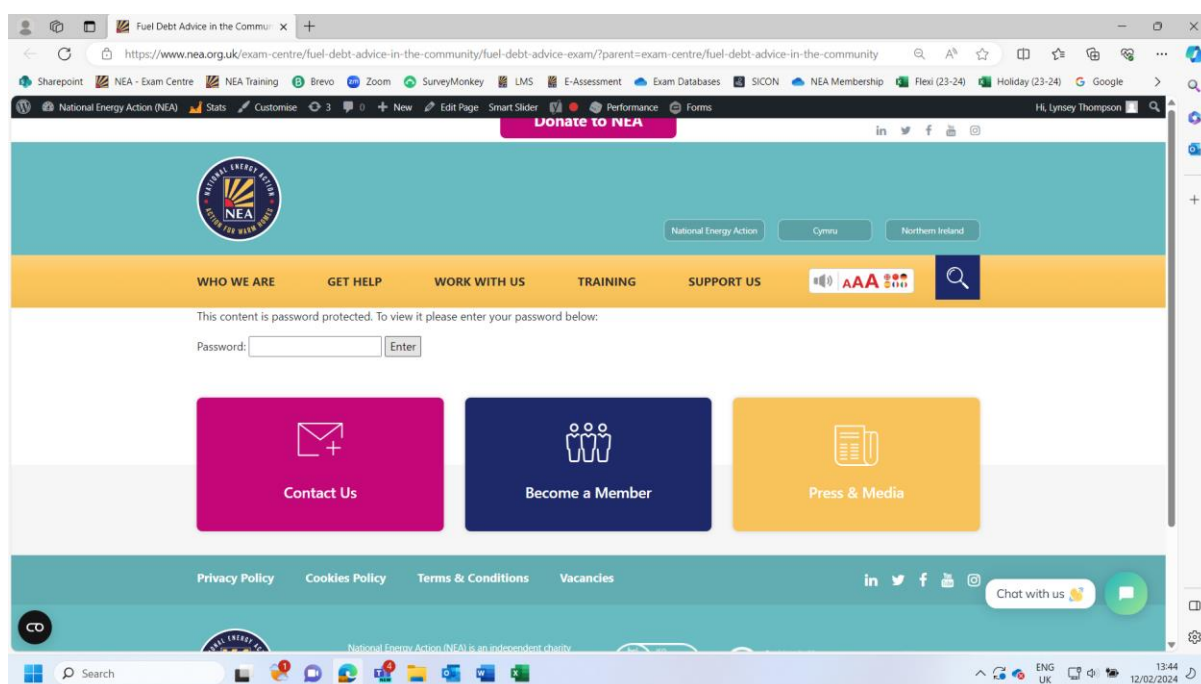 Fuel Debt Advice in the Commun
https://www.nea.org.uk/exam-centre/fuel-debt-advice-in-the-community/fuel-debt-advice-exam/?parent=exam-centre/fuel-debt-advice-in-the-community
Sharepoint NEA - Exam Centre NEA Training Brevo Zoom SurveyMonkey LMS E-Assessment Exam Databases SICON NEA Membership Flexi (23-24) Holiday (23-24) Google
National Energy Action (NEA) Stats Customise 3 0 New Edit Page Smart Slider Performance Forms Hi, Lynsey Thompson
Donate to NEA
NATIONAL ENERGY ACTION
NEA
ACTION FOR WARM HOMES
National Energy Action Cymru Northern Ireland
WHO WE ARE GET HELP WORK WITH US TRAINING SUPPORT US AAA
This content is password protected. To view it please enter your password below:
Password: Enter
Contact Us Become a Member Press & Media
Privacy Policy Cookies Policy Terms & Conditions Vacancies
Chat with us
National Energy Action (NEA) is an independent charity
Search
ENG
UK
13:44
12/02/2024